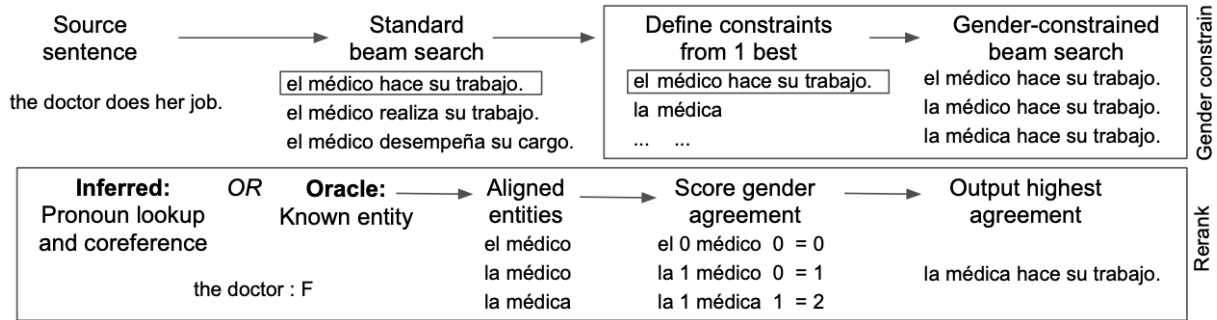 Source
sentence
the doctor does her job.
Standard
beam search
el médico hace su trabajo.
el médico realiza su trabajo.
el médico desempeña su cargo.
Define constraints
from 1 best
el médico hace su trabajo.
la médica
... ...
Gender-constrained
beam search
el médico hace su trabajo.
la médico hace su trabajo.
la médica hace su trabajo.
Gender constrain
Inferred:
Pronoun lookup
and coreference
OR
Oracle:
Known entity
the doctor : F
Aligned
entities
el médico
la médico
la médica
Score gender
agreement
el 0 médico 0 = 0
la 1 médico 0 = 1
la 1 médica 1 = 2
Output highest
agreement
la médica hace su trabajo.
Rerank